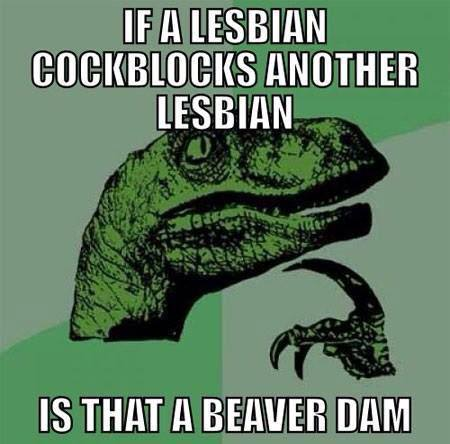 IF A LESBIAN
COCKBLOCKS ANOTHER
LESBIAN
IS THAT A BEAVER DAM